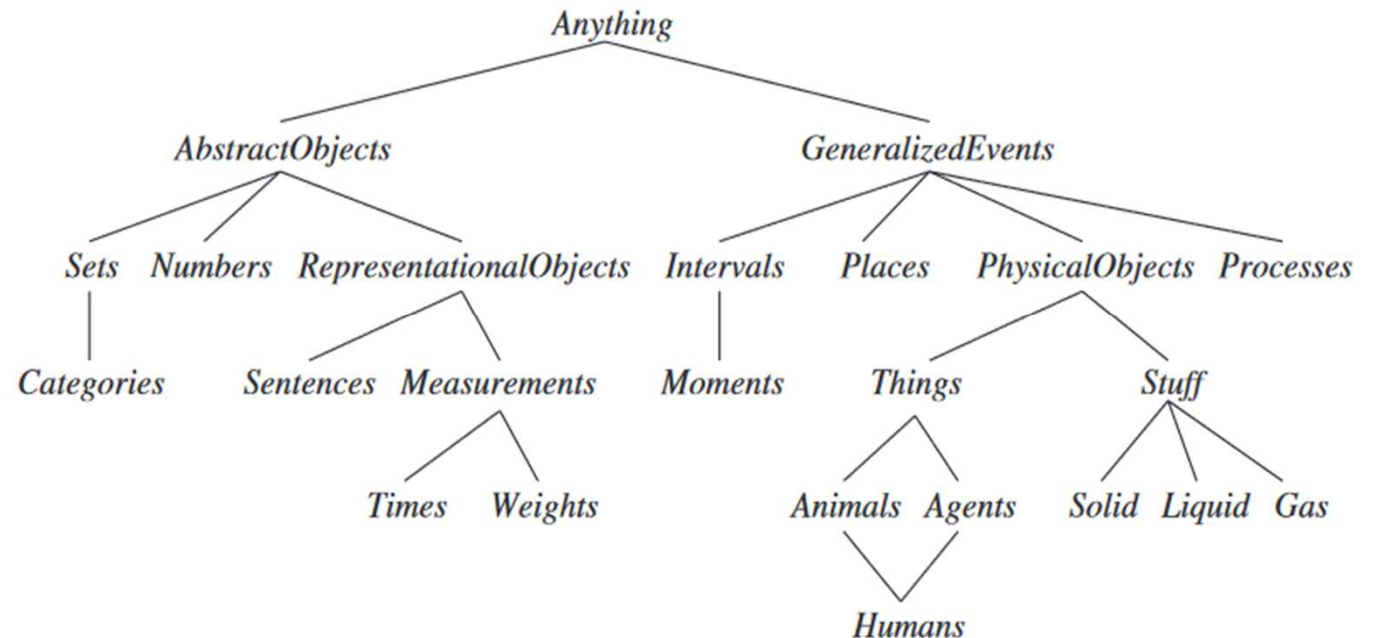 Anything
AbstractObjects GeneralizedEvents
Sets Numbers RepresentationalObjects Intervals Places PhysicalObjects Processes
Categories Sentences Measurements Moments Things Stuff
Times Weights Animals Agents Solid Liquid Gas
Humans